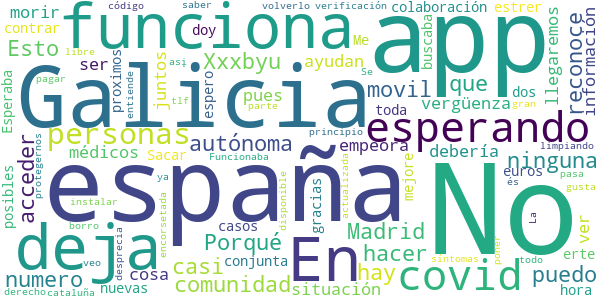 código saber volverlo verificación colaboración estrer
morir doy buscaba Me
funciona app
contrar libre Xxxbyu ayudan Se
Esto así pues que llegaremos reconoce información
Esperaba ser proximos pagar entiende juntos tlf espero parte movil dos gran
Galicia toda vergüenza
personas autónoma empeora esperando
acceder médicos Sacar Funcionaba principio limpiando
posibles protegernos instalar ya españa disponible actualizada mejore debería ninguna
No
euros pasa gusta
deja borro casos Porqué gracias En Madrid La és ver
desprecia encorsetada hacer erte
numero cosa casi conjunta hay covid síntomas poner todo puedo
derecho cataluña veo nuevas comunidad situación hora